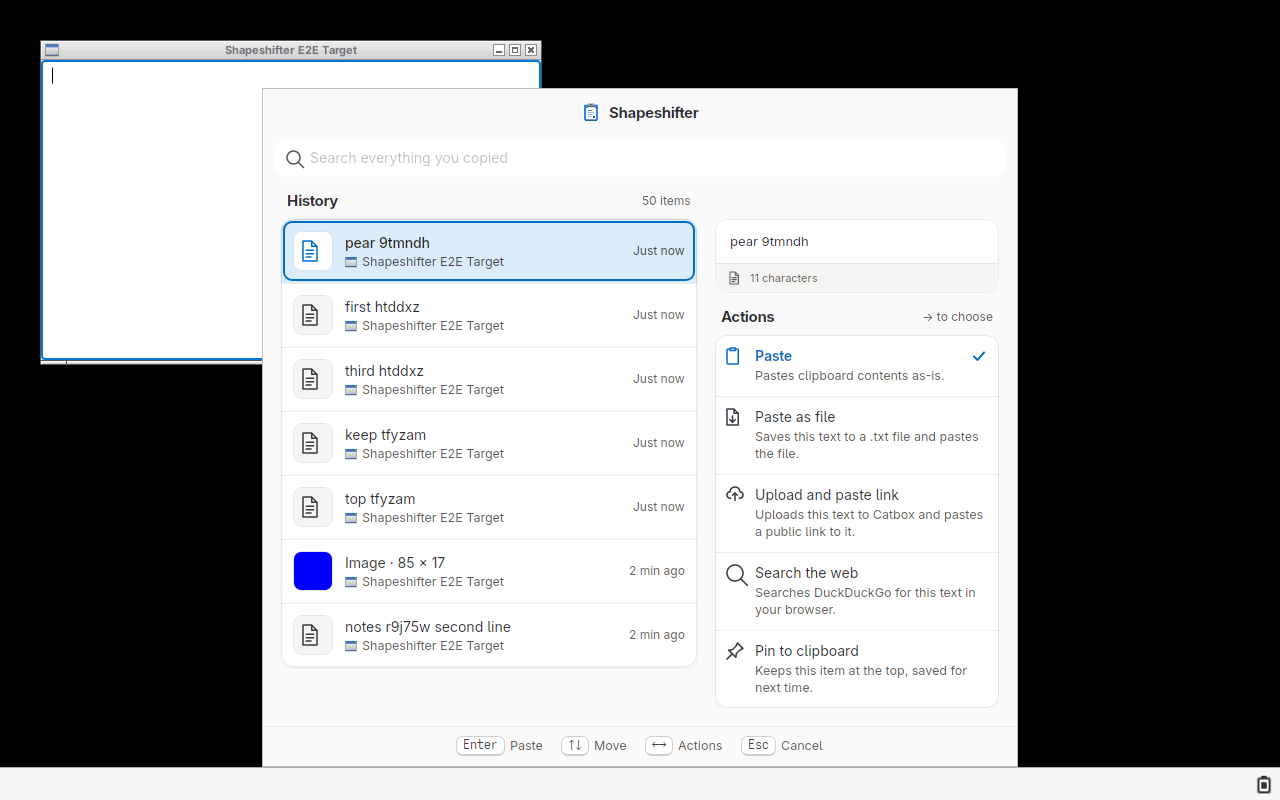 Shapeshifter E2E Target
Shapeshifter
Search everything you copied
History
50 items
pear 9tmndh
Shapeshifter E2E Target
Just now
first htddxz
Shapeshifter E2E Target
Just now
third htddxz
Shapeshifter E2E Target
Just now
keep tfyzam
Shapeshifter E2E Target
Just now
top tfyzam
Shapeshifter E2E Target
Just now
Image · 85 × 17
Shapeshifter E2E Target
2 min ago
notes r9j75w second line
Shapeshifter E2E Target
2 min ago
pear 9tmndh
11 characters
Actions
→ to choose
Paste
Pastes clipboard contents as-is.
Paste as file
Saves this text to a .txt file and pastes
the file.
Upload and paste link
Uploads this text to Catbox and pastes
a public link to it.
Search the web
Searches DuckDuckGo for this text in
your browser.
Pin to clipboard
Keeps this item at the top, saved for
next time.
Enter Paste ↑↓ Move ←→ Actions Esc Cancel